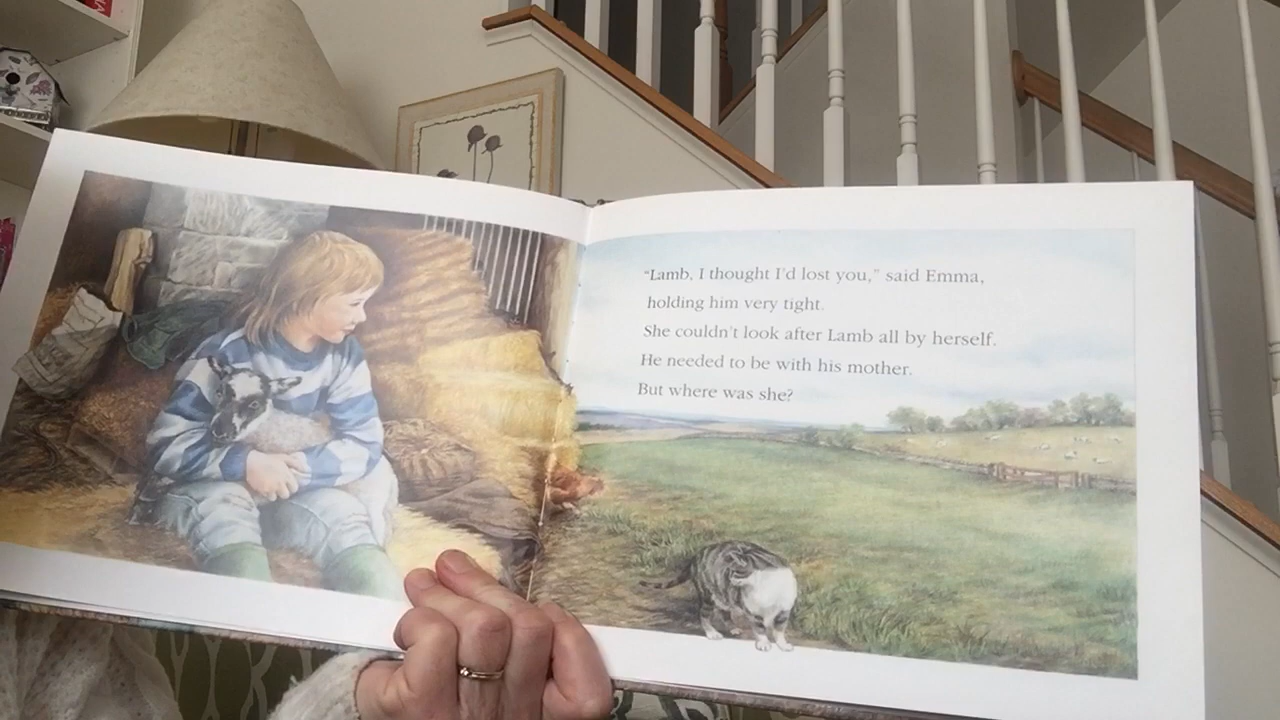 “Lamb, I thought I'd lost you,” said Emma,
holding him very tight.
She couldn't look after Lamb all by herself.
He needed to be with his mother.
But where was she?